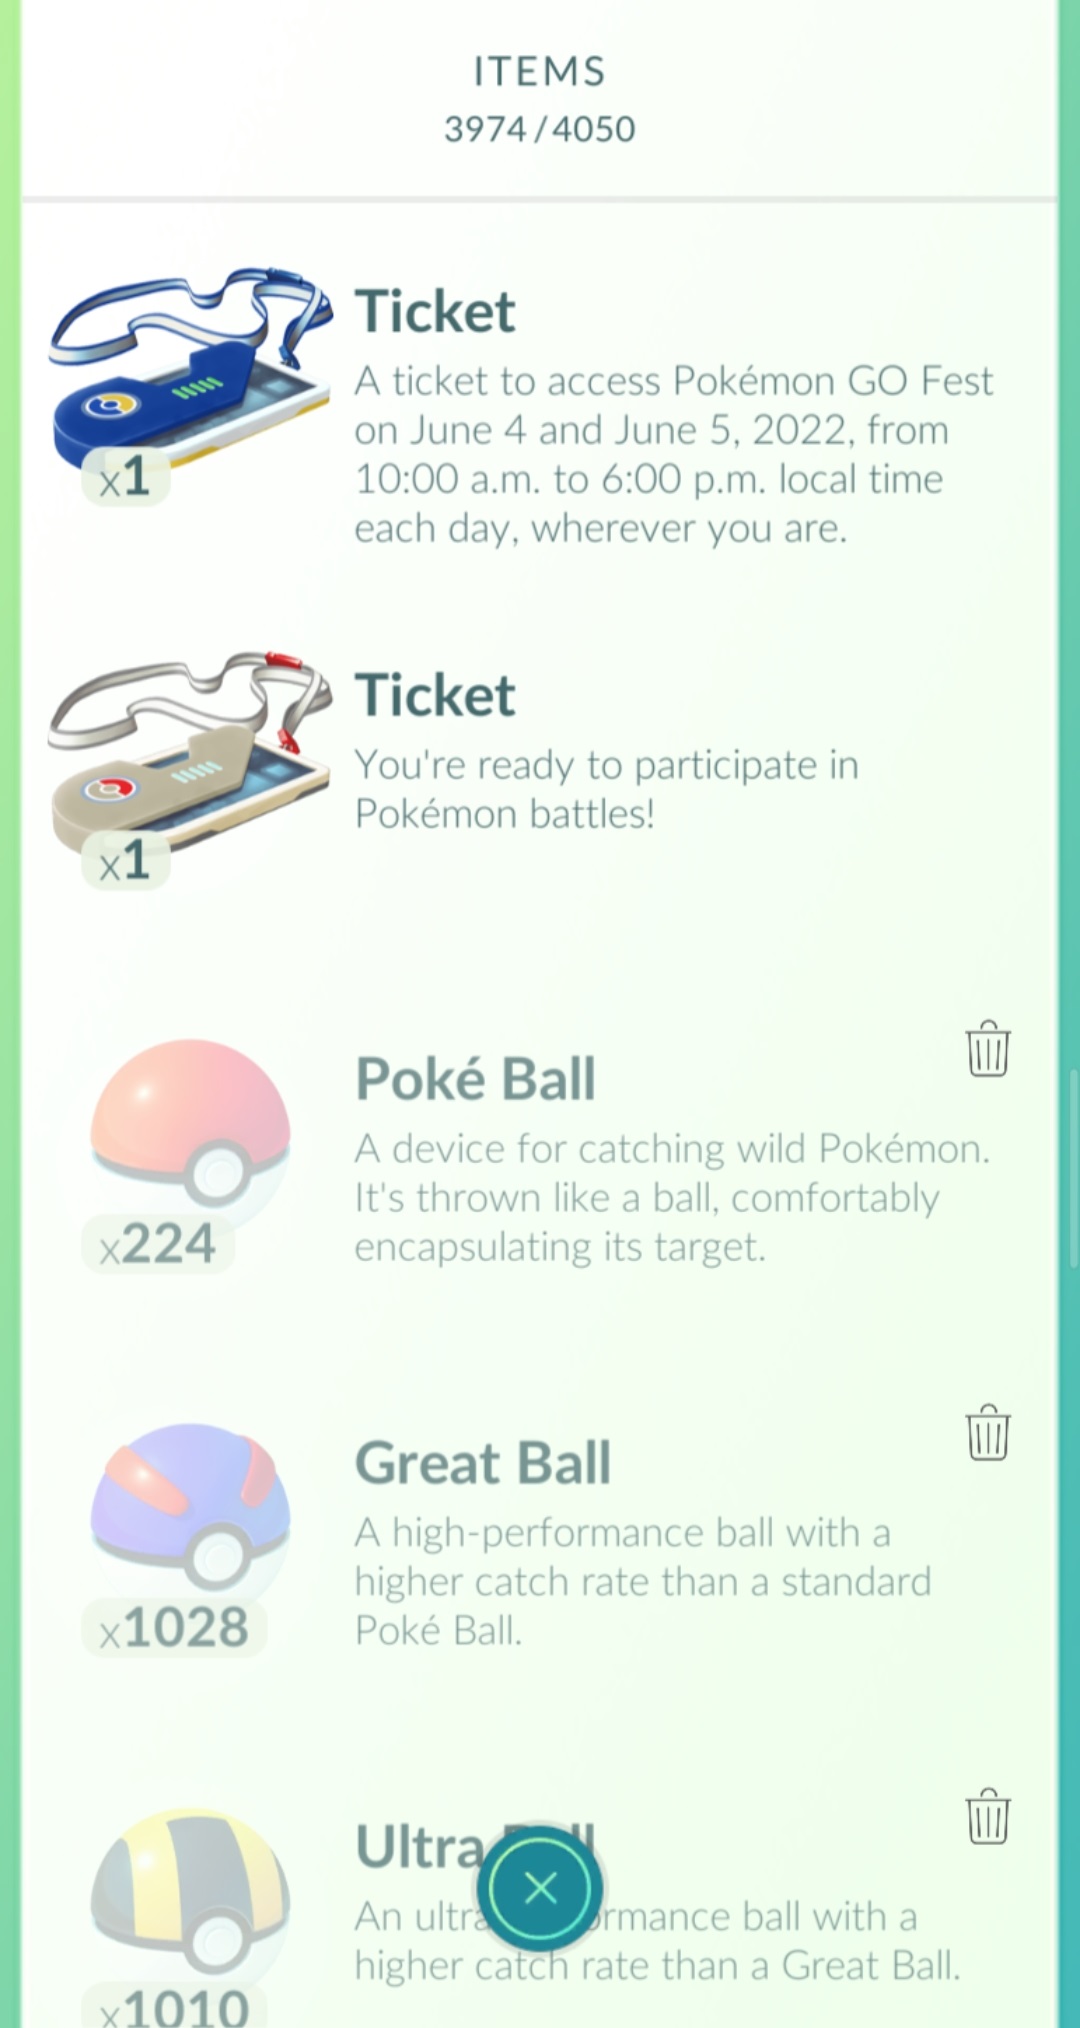 ITEMS
3974/4050
Ticket
A ticket to access Pokémon GO Fest
on June 4 and June 5, 2022, from
10:00 a.m. to 6:00 p.m. local time
each day, wherever you are.
x1
Ticket
You're ready to participate in
Pokémon battles!
x1
Poké Ball
A device for catching wild Pokémon.
It's thrown like a ball, comfortably
encapsulating its target.
x224
Great Ball
A high-performance ball with a
higher catch rate than a standard
Poké Ball.
x1028
Ultra
An ball with a
higher catch rate than a Great Ball.
x1010